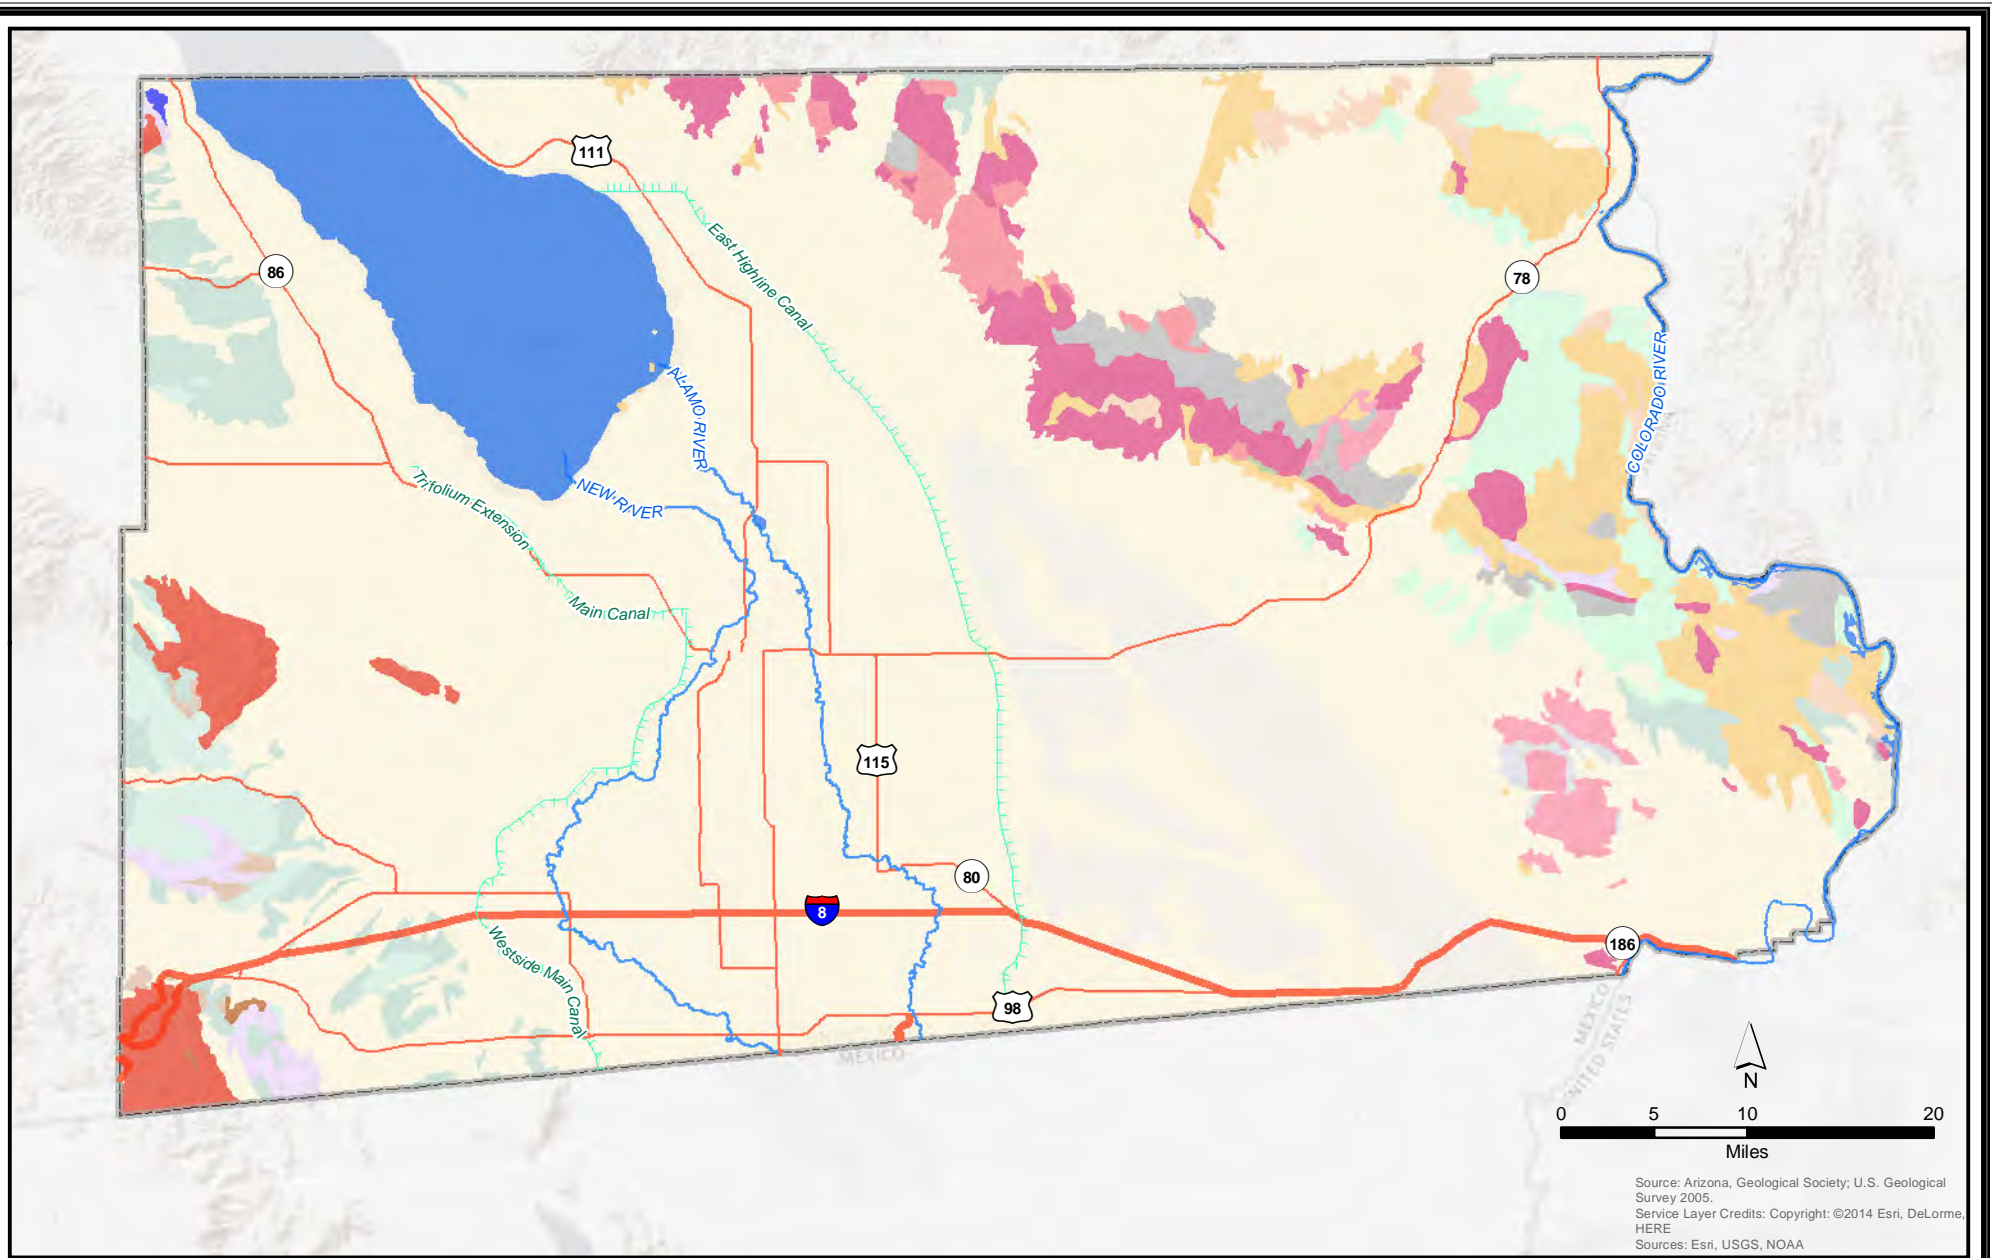 111
86
East Highline Canal
78
ALAMO RIVER
COLORADO RIVER
NEW RIVER
Trifolium Extension
Main Canal
115
80
8
Westside Main Canal
186
98
MEXICO
MEXICO
UNITED STATES
N
0 5 10 20
Miles
Source: Arizona, Geological Society; U.S. Geological
Survey 2005.
Service Layer Credits: Copyright: ©2014 Esri, DeLorme,
HERE
Sources: Esri, USGS, NOAA